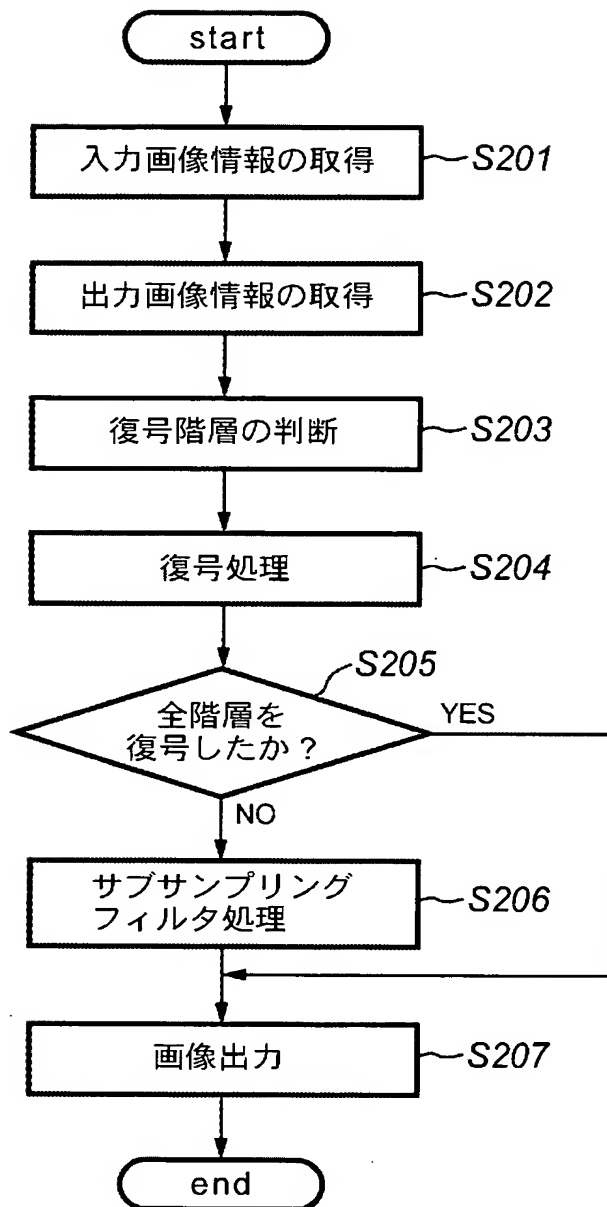 start
入力画像情報の取得 S201
出力画像情報の取得 S202
復号階層の判断 S203
復号処理 S204
S205
全階層を
復号したか?
YES
NO
サブサンプリング
フィルタ処理
S206
画像出力 S207
end